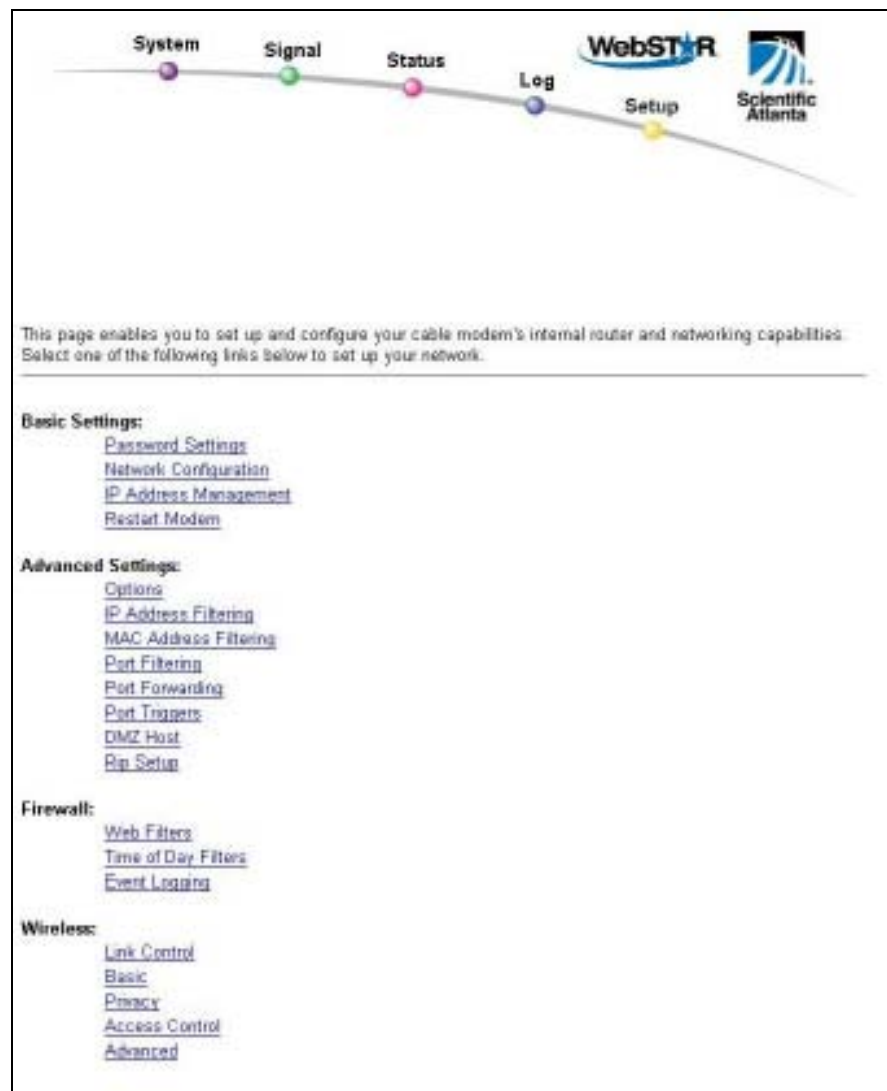 System
Signal
Status
Log
Setup
WebSTAR
Scientific
Atlanta
This page enables you to set up and configure your cable modem's internal router and networking capabilities.
Select one of the following links below to set up your network.
Basic Settings:
Password Settings
Network Configuration
IP Address Management
Restart Modem
Advanced Settings:
Options
IP Address Filtering
MAC Address Filtering
Port Filtering
Port Forwarding
Port Triggers
DMZ Host
Rip Setup
Firewall:
Web Filters
Time of Day Filters
Event Logging
Wireless:
Link Control
Basic
Privacy
Access Control
Advanced